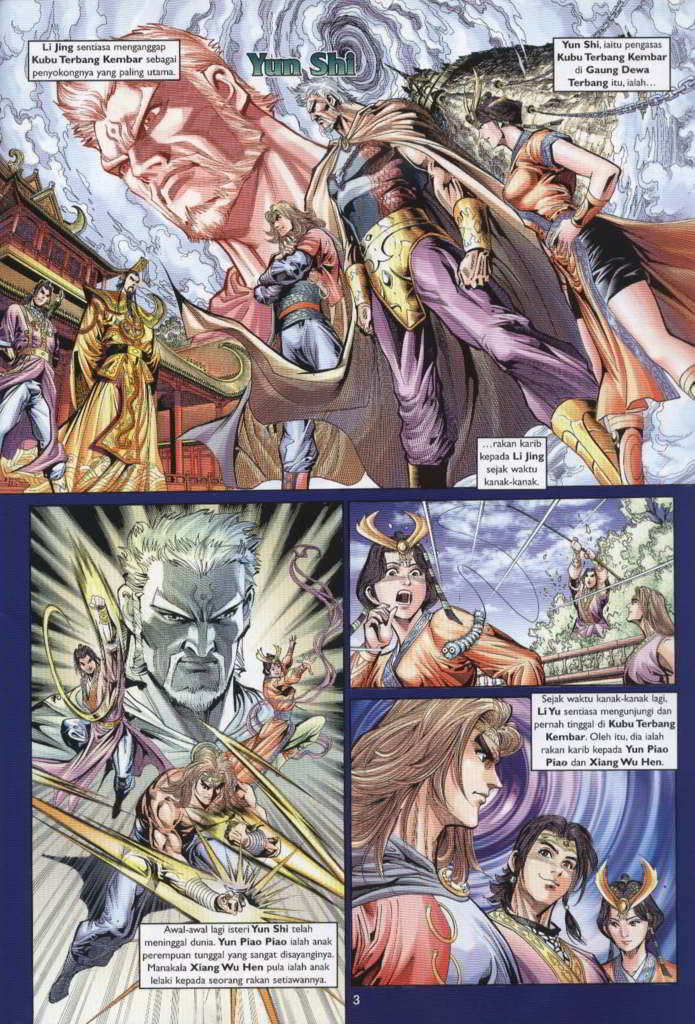 Li Jing sentiasa menganggap
Kubu Terbang Kembar sebagai
penyokongnya yang paling utama.
Yun Shi
Yun Shi, iaitu pengasas
Kubu Terbang Kembar
di Gaung Dewa
Terbang itu, ialah...
...rakan karib
kepada Li Jing
sejak waktu
kanak-kanak.
Awal-awal lagi isteri Yun Shi telah
meninggal dunia. Yun Piao Piao ialah anak
perempuan tunggal yang sangat disayanginya.
Manakala Xiang Wu Hen pula ialah anak
lelaki kepada seorang rakan setiawannya.
Sejak waktu kanak-kanak lagi,
Li Yu sentiasa mengunjungi dan
pernah tinggal di Kubu Terbang
Kembar. Oleh itu, dia ialah
rakan karib kepada Yun Piao
Piao dan Xiang Wu Hen.
3